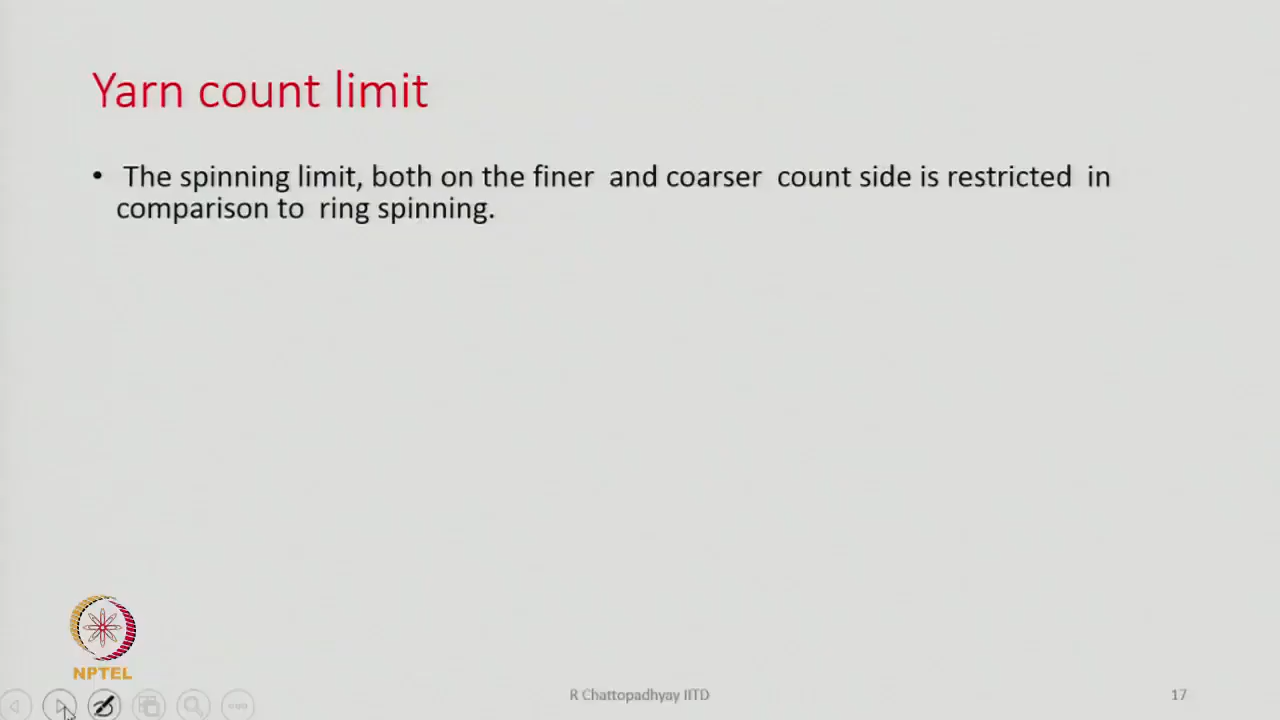 Yarn count limit
• The spinning limit, both on the finer and coarser count side is restricted in
comparison to ring spinning.
NPTEL
R Chattopadhyay IITD
17